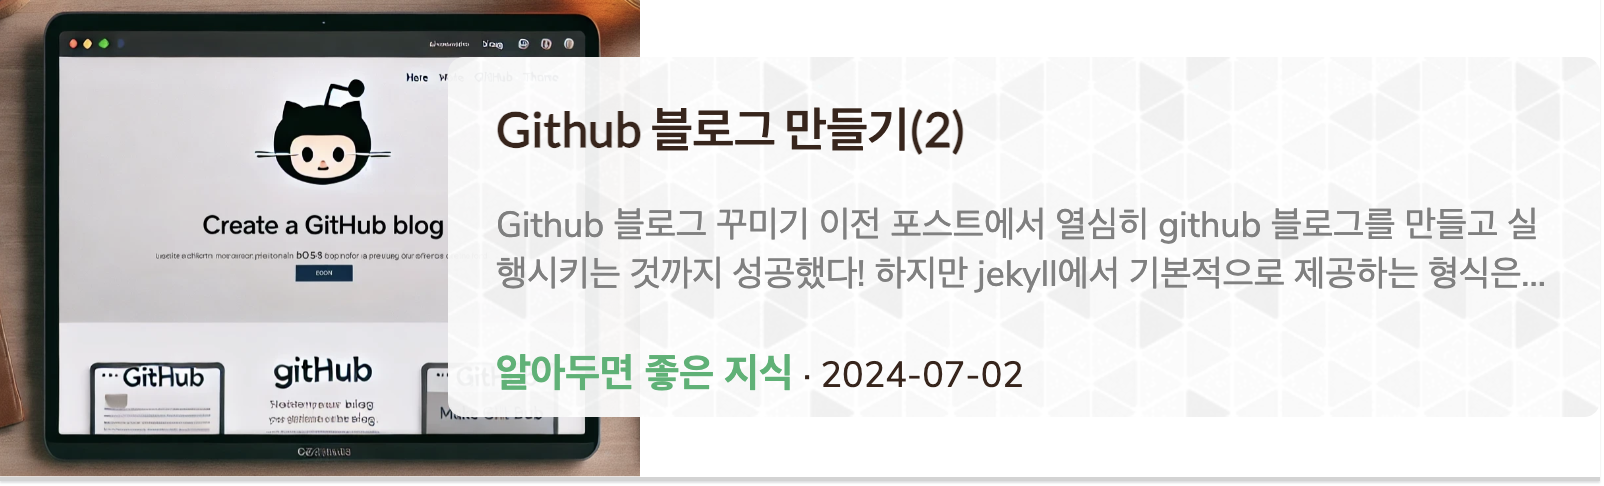 Here
Create a GitHub blog
Github 블로그 만들기(2)
Github 블로그 꾸미기 이전 포스트에서 열심히 github 블로그를 만들고 실
행시키는 것까지 성공했다! 하지만 jekyll에서 기본적으로 제공하는 형식은...
GitHub
gitHub
알아두면 좋은 지식 · 2024-07-02